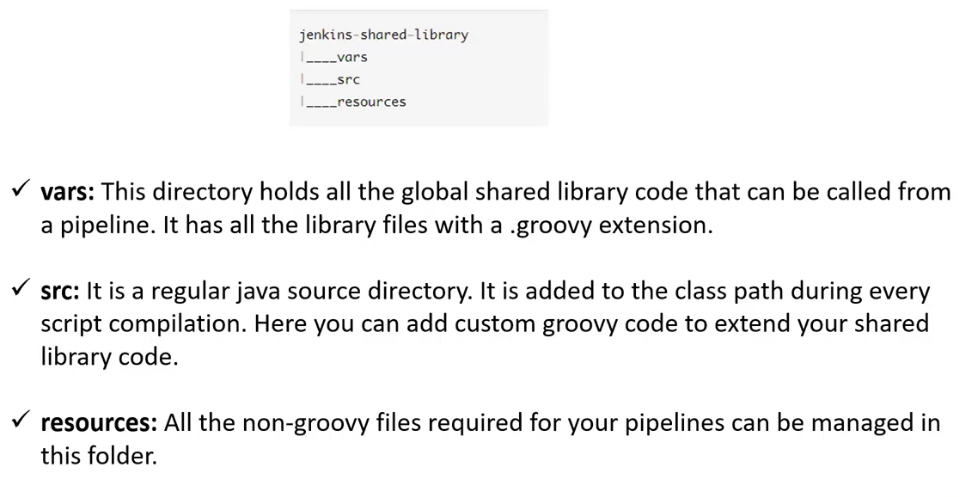 jenkins-shared-library
|____vars
|____src
|____resources
✓ vars: This directory holds all the global shared library code that can be called from
a pipeline. It has all the library files with a .groovy extension.
✓ src: It is a regular java source directory. It is added to the class path during every
script compilation. Here you can add custom groovy code to extend your shared
library code.
✓ resources: All the non-groovy files required for your pipelines can be managed in
this folder.